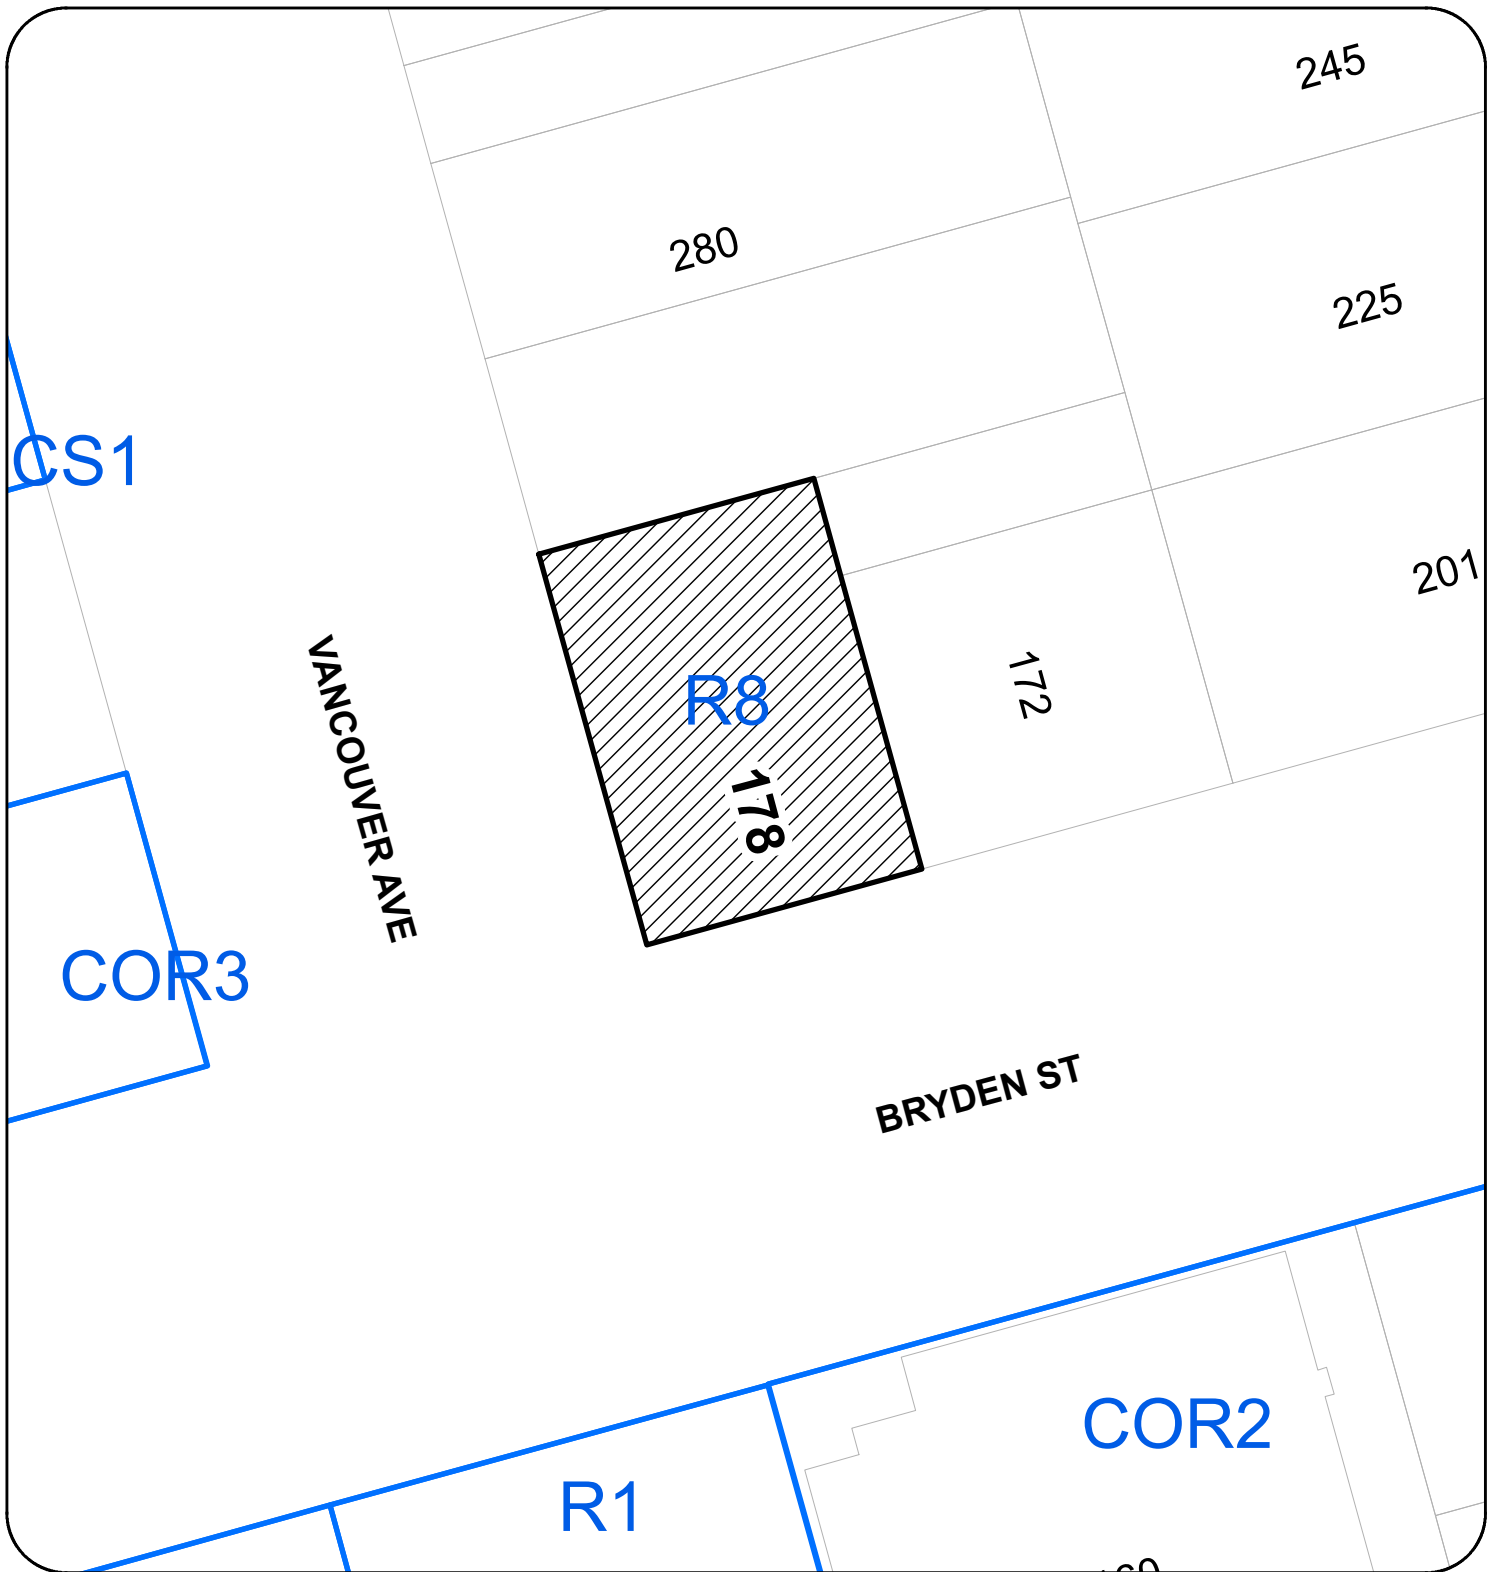 245
280
225
CS1
201
172
R8
VANCOUVER AVE
178
COR3
BRYDEN ST
COR2
R1